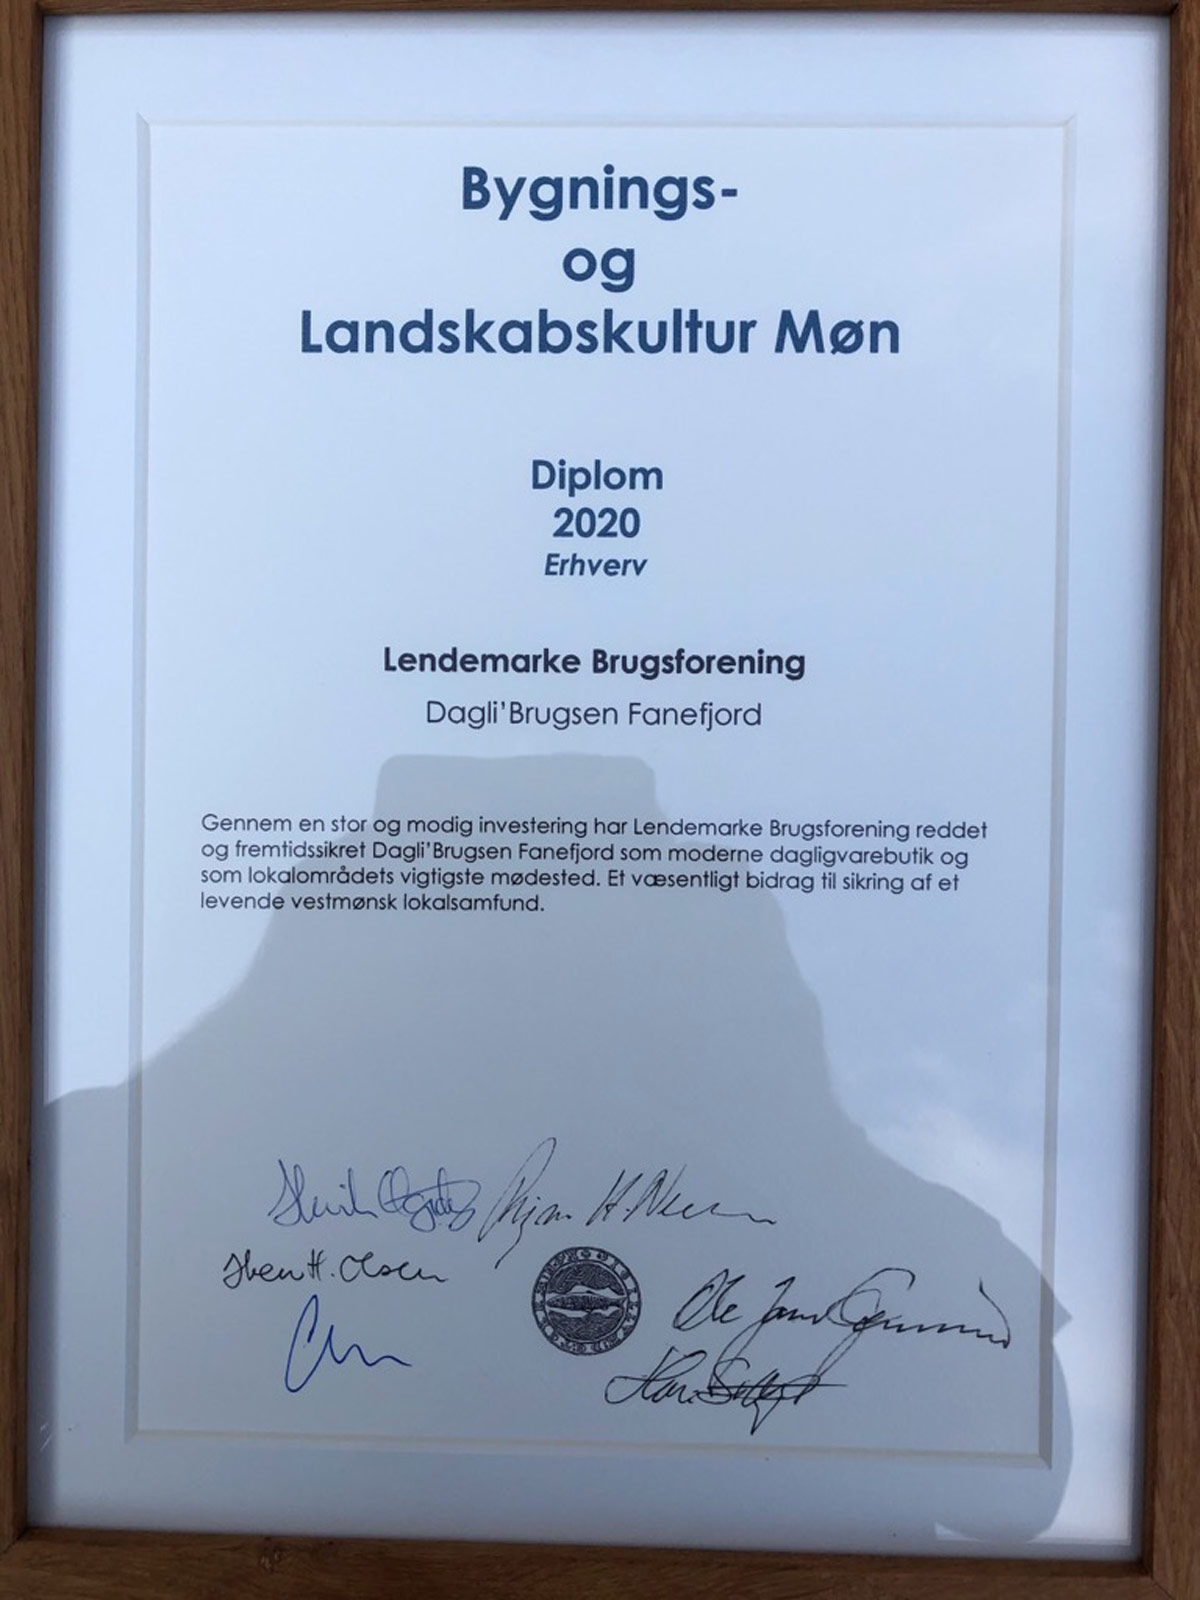 Bygnings-
og
Landskabskultur Møn
Diplom
2020
Erhverv
Lendemarke Brugsforening
Dagli'Brugsen Fanefjord
Gennem en stor og modig investering har Lendemarke Brugsforening reddet
og fremtidssikret Dagli'Brugsen Fanefjord som moderne dagligvarebutik og
som lokalområdets vigtigste mødested. Et væsentligt bidrag til sikring af et
levende vestmønsk lokalsamfund.
H. Olsen